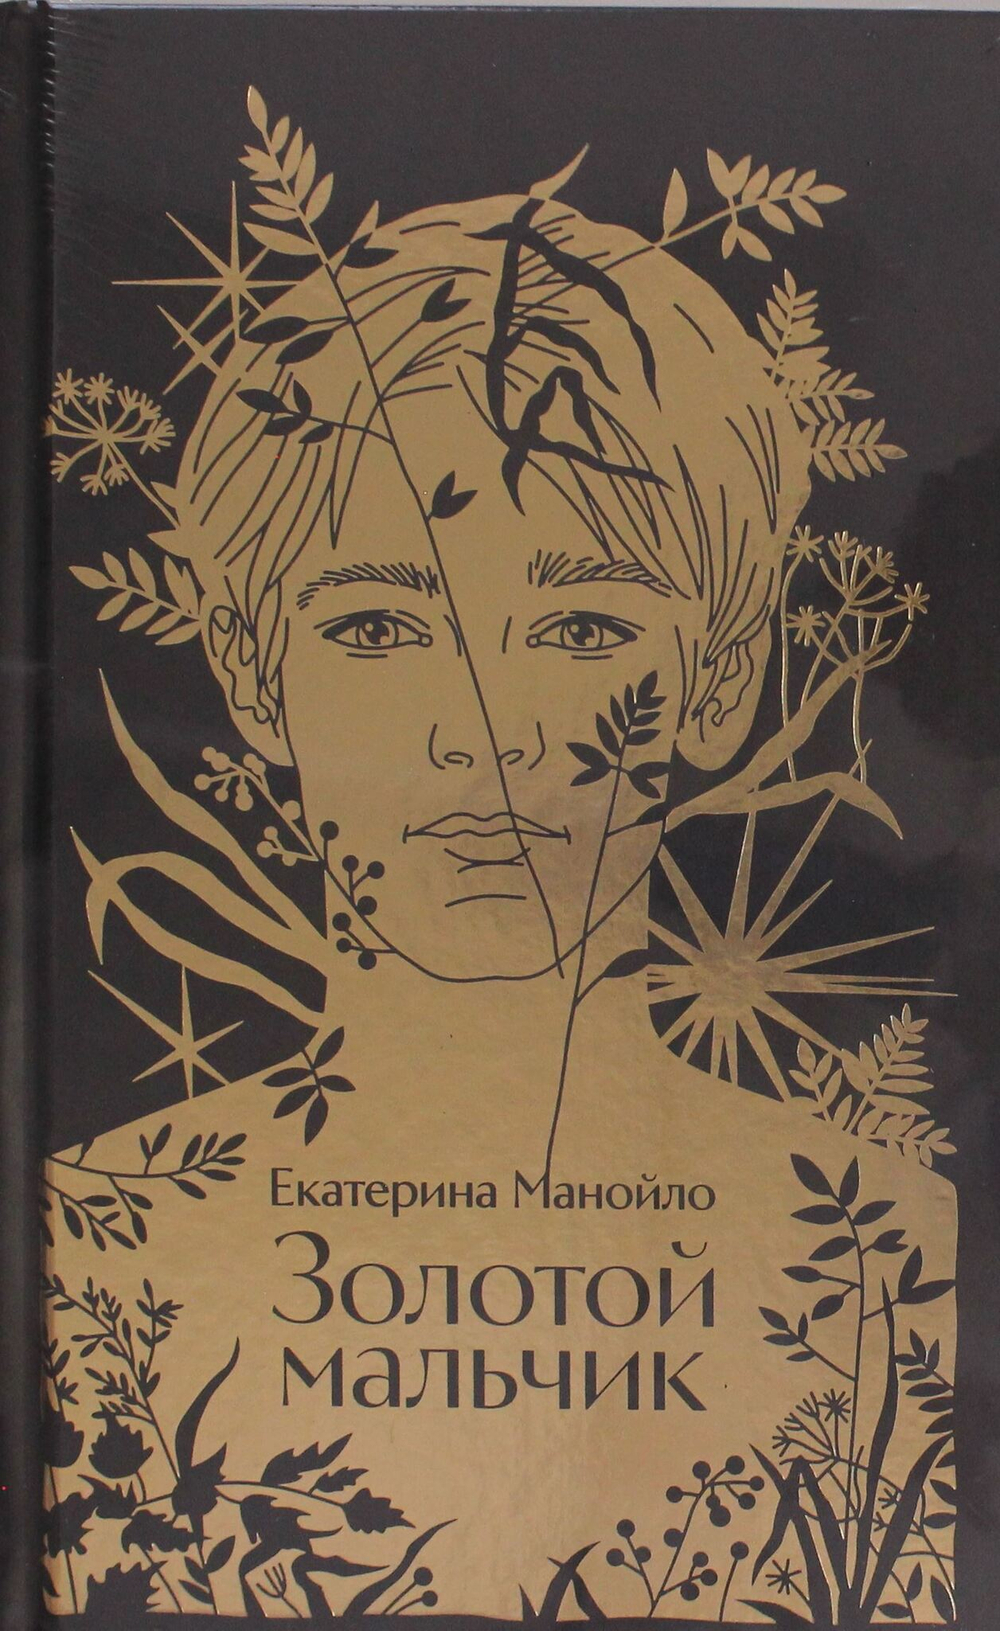 Екатерина Манойло
Золотой
мальчик